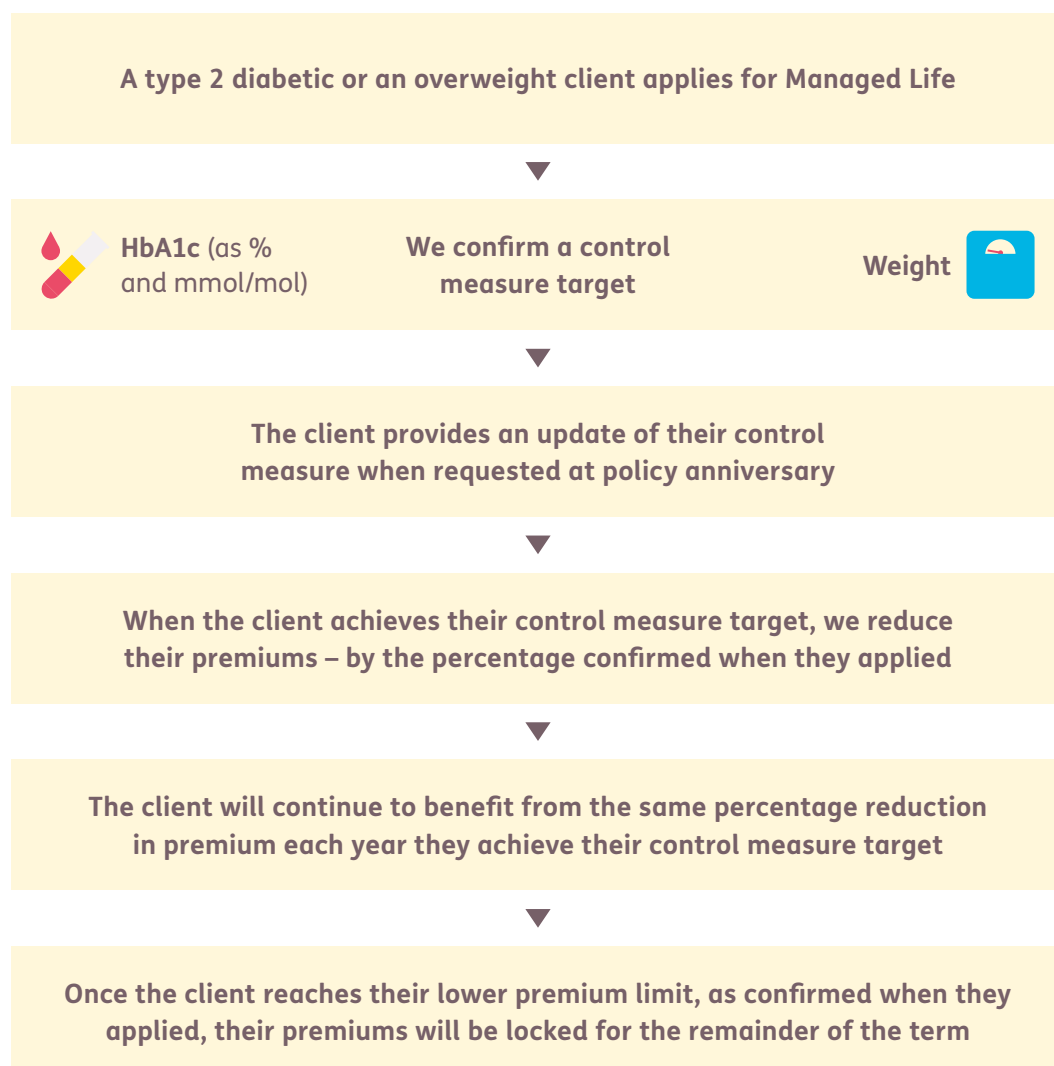 A type 2 diabetic or an overweight client applies for Managed Life
HbA1c (as %
and mmol/mol)
We confirm a control
measure target
Weight
The client provides an update of their control
measure when requested at policy anniversary
When the client achieves their control measure target, we reduce
their premiums – by the percentage confirmed when they applied
The client will continue to benefit from the same percentage reduction
in premium each year they achieve their control measure target
Once the client reaches their lower premium limit, as confirmed when they
applied, their premiums will be locked for the remainder of the term